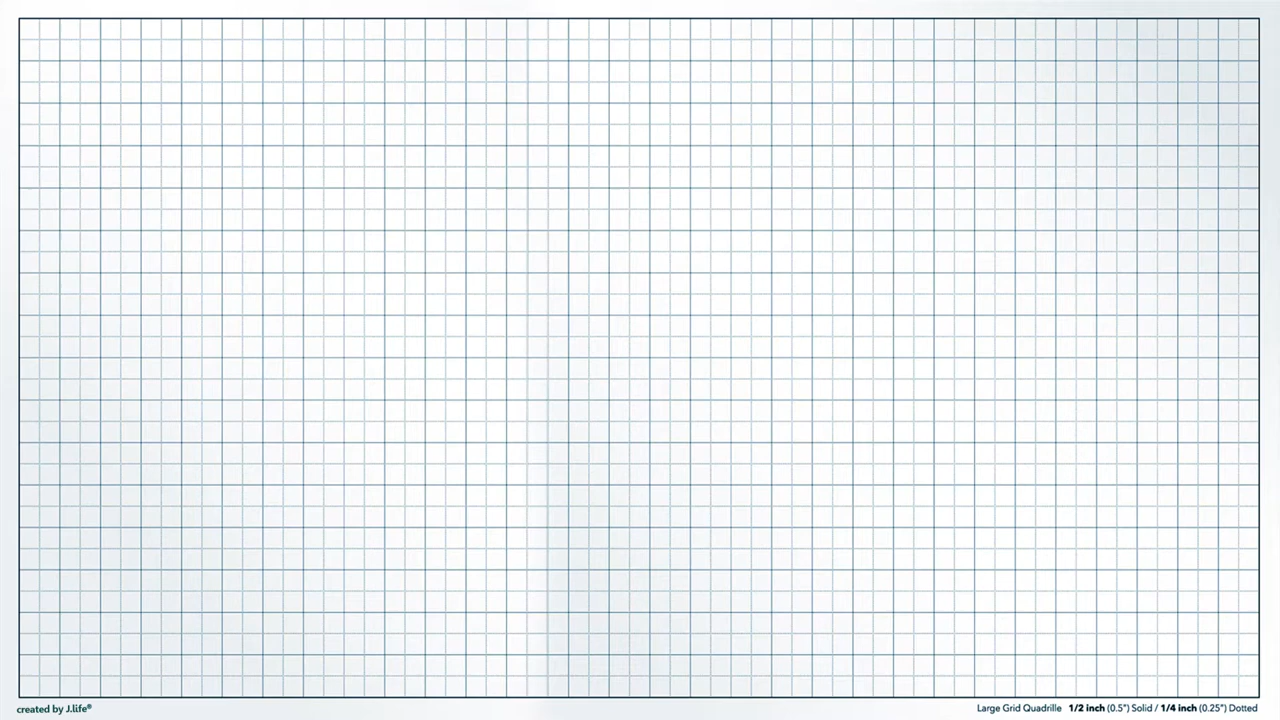 created by J.life®
Large Grid Quadrille 1/2 inch (0.5") Solid / 1/4 inch (0.25") Dotted